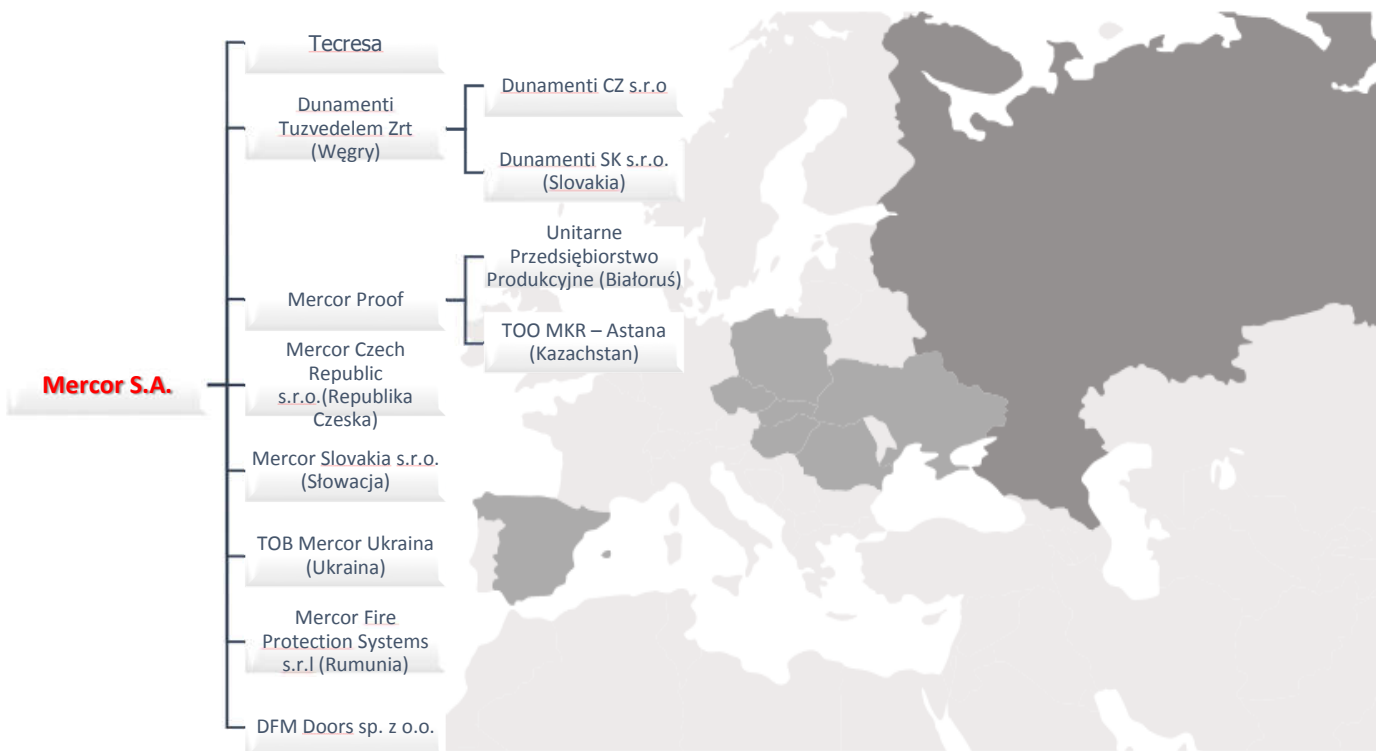 Mercor S.A.
Tecresa
Dunamenti
Tuzvedelem Zrt
(Węgry)
Dunamenti CZ s.r.o
Dunamenti SK s.r.o.
(Slovakia)
Mercor Proof
Unitarne
Przedsiębiorstwo
Produkcyjne (Białoruś)
TOO MKR – Astana
(Kazachstan)
Mercor Czech
Republic
s.r.o.(Republika
Czeska)
Mercor Slovakia s.r.o.
(Słowacja)
TOB Mercor Ukraina
(Ukraina)
Mercor Fire
Protection Systems
s.r.l (Rumunia)
DFM Doors sp. z o.o.